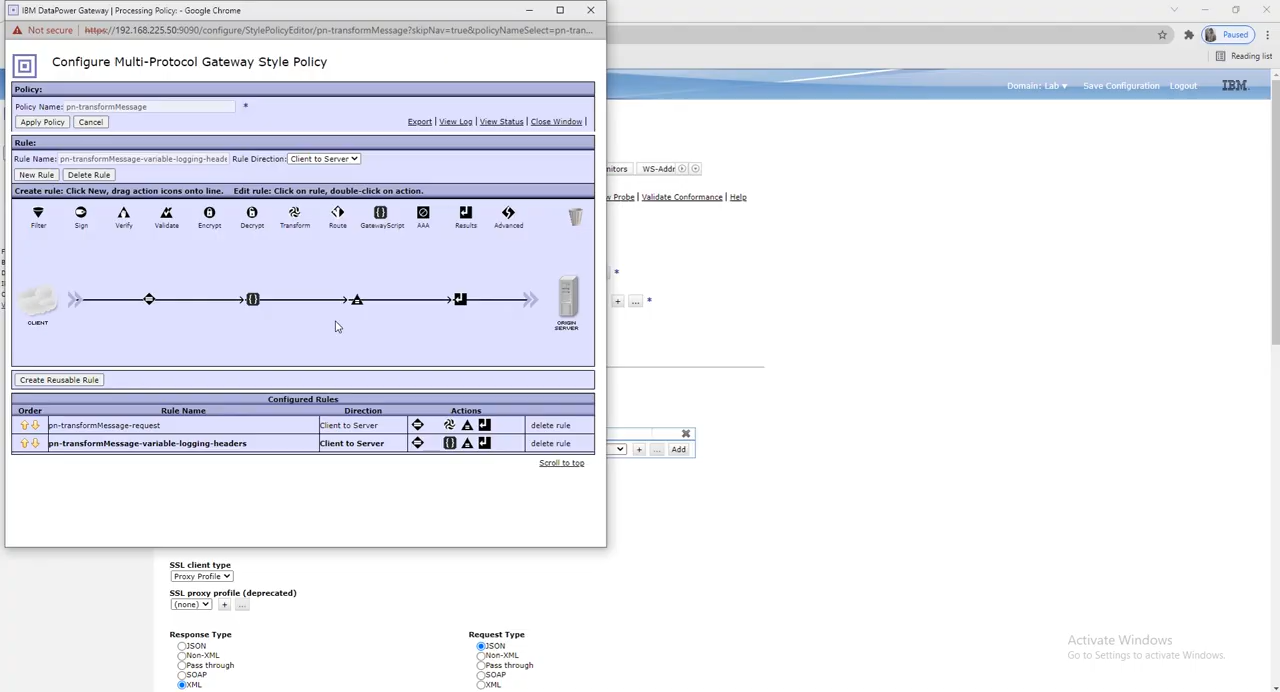 IBM DataPower Gateway | Processing Policy: - Google Chrome
Not secure | https://192.168.225.50:9090/configure/StylePolicyEditor/pn-transformMessage?skipNav=true&policyNameSelect=pn-tran...
Paused
Reading list
Configure Multi-Protocol Gateway Style Policy
Domain: Lab
Save Configuration
Logout
IBM.
Policy:
Policy Name: pn-transformMessage *
Apply Policy
Cancel
Export | View Log | View Status | Close Window |
Rule:
Rule Name: pn-transformMessage-variable-logging-heade
Rule Direction: Client to Server
nitors
WS-Addr
New Rule
Delete Rule
Create rule: Click New, drag action icons onto line. Edit rule: Click on rule, double-click on action.
w Probe | Validate Conformance | Help
Filter
Sign
Verify
Validate
Encrypt
Decrypt
Transform
Route
GatewayScript
AAA
Results
Advanced
*
+ ... *
CLIENT
ORIGIN
SERVER
Create Reusable Rule
Configured Rules
Order Rule Name Direction Actions
pn-transformMessage-request Client to Server delete rule
pn-transformMessage-variable-logging-headers Client to Server delete rule
+ ... Add
Scroll to top
SSL client type
Proxy Profile
SSL proxy profile (deprecated)
(none) + ...
Response Type
JSON
Non-XML
Pass through
SOAP
XML
Request Type
JSON
Non-XML
Pass through
SOAP
XML
Activate Windows
Go to Settings to activate Windows.